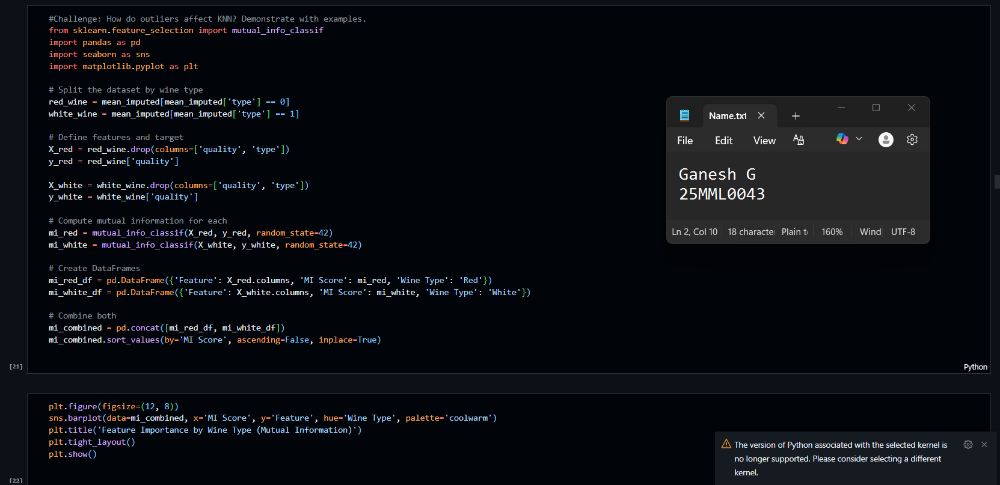 #Challenge: How do outliers affect KNN? Demonstrate with examples.
from sklearn.feature_selection import mutual_info_classif
import pandas as pd
import seaborn as sns
import matplotlib.pyplot as plt
# Split the dataset by wine type
red_wine = mean_imputed[mean_imputed['type'] == 0]
white_wine = mean_imputed[mean_imputed['type'] == 1]
# Define features and target
X_red = red_wine.drop(columns=['quality', 'type'])
y_red = red_wine['quality']
X_white = white_wine.drop(columns=['quality', 'type'])
y_white = white_wine['quality']
# Compute mutual information for each
mi_red = mutual_info_classif(X_red, y_red, random_state=42)
mi_white = mutual_info_classif(X_white, y_white, random_state=42)
# Create DataFrames
mi_red_df = pd.DataFrame({'Feature': X_red.columns, 'MI Score': mi_red, 'Wine Type': 'Red'})
mi_white_df = pd.DataFrame({'Feature': X_white.columns, 'MI Score': mi_white, 'Wine Type': 'White'})
# Combine both
mi_combined = pd.concat([mi_red_df, mi_white_df])
mi_combined.sort_values(by='MI Score', ascending=False, inplace=True)
[21]
Python
Name.txt
File Edit View
Ganesh G
25MML0043
Ln 2, Col 10 18 character Plain t 160% Wind UTF-8
plt.figure(figsize=(12, 8))
sns.barplot(data=mi_combined, x='MI Score', y='Feature', hue='Wine Type', palette='coolwarm')
plt.title('Feature Importance by Wine Type (Mutual Information)')
plt.tight_layout()
plt.show()
[22]
The version of Python associated with the selected kernel is
no longer supported. Please consider selecting a different
kernel.